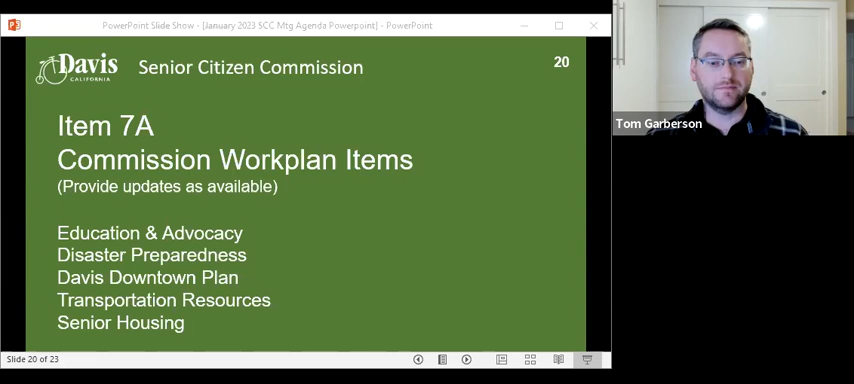 PowerPoint Slide Show - [January 2023 SCC Mtg Agenda Powerpoint] - PowerPoint
Davis
CALIFORNIA
Senior Citizen Commission
20
Item 7A
Commission Workplan Items
(Provide updates as available)
Education & Advocacy
Disaster Preparedness
Davis Downtown Plan
Transportation Resources
Senior Housing
Slide 20 of 23
Tom Garberson